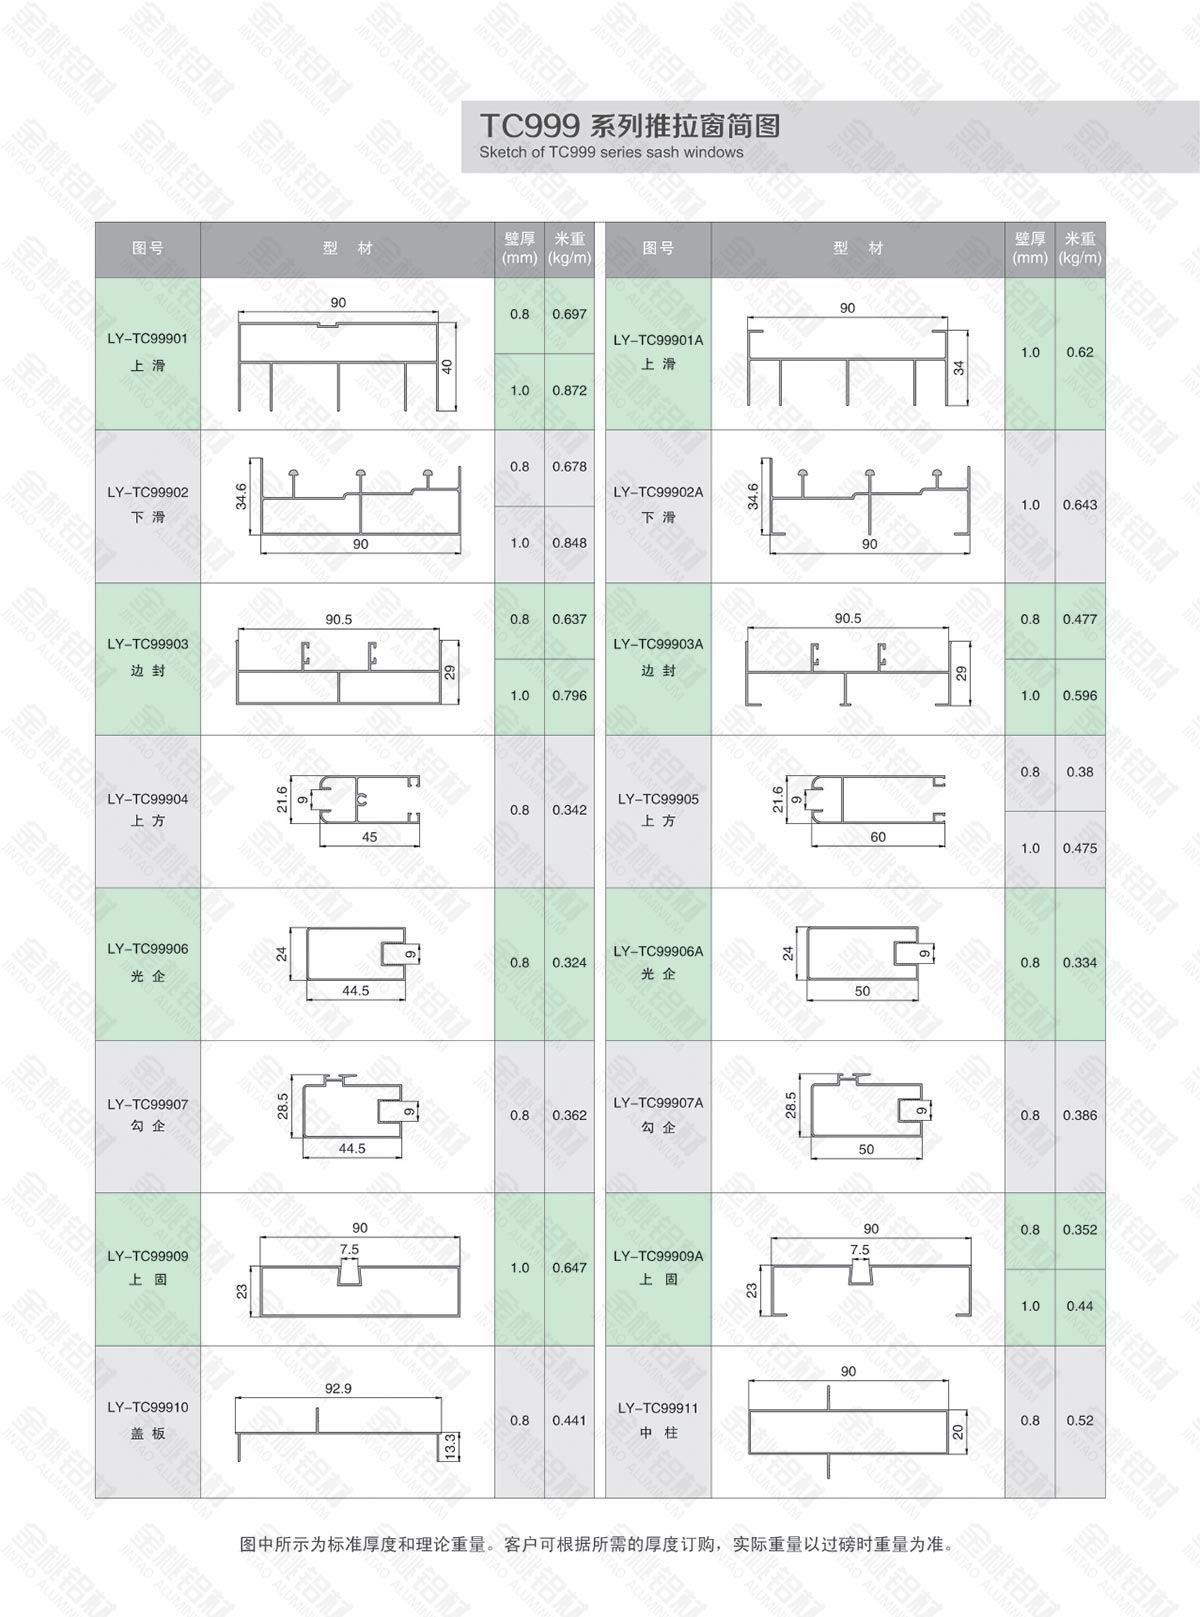 TC999 系列推拉窗简图
Sketch of TC999 series sash windows
图号 型 材 壁厚(mm) 米重(kg/m) 图号 型 材 壁厚(mm) 米重(kg/m)
LY-TC99901
上 滑
90
40
0.8 0.697
1.0 0.872
LY-TC99901A
上 滑
90
34
1.0 0.62
LY-TC99902
下 滑
34.6
90
0.8 0.678
1.0 0.848
LY-TC99902A
下 滑
34.6
90
1.0 0.643
LY-TC99903
边 封
90.5
29
0.8 0.637
1.0 0.796
LY-TC99903A
边 封
90.5
29
0.8 0.477
1.0 0.596
LY-TC99904
上 方
21.6
9
45
0.8 0.342
LY-TC99905
上 方
21.6
9
60
0.8 0.38
1.0 0.475
LY-TC99906
光 企
24
9
44.5
0.8 0.324
LY-TC99906A
光 企
24
9
50
0.8 0.334
LY-TC99907
勾 企
28.5
9
44.5
0.8 0.362
LY-TC99907A
勾 企
28.5
9
50
0.8 0.386
LY-TC99909
上 固
90
7.5
23
1.0 0.647
LY-TC99909A
上 固
90
7.5
23
0.8 0.352
1.0 0.44
LY-TC99910
盖 板
92.9
13.3
0.8 0.441
LY-TC99911
中 柱
90
20
0.8 0.52
图中所示为标准厚度和理论重量。客户可根据所需的厚度订购，实际重量以过磅时重量为准。
金桃铝材
JINTAO ALUMINIUM